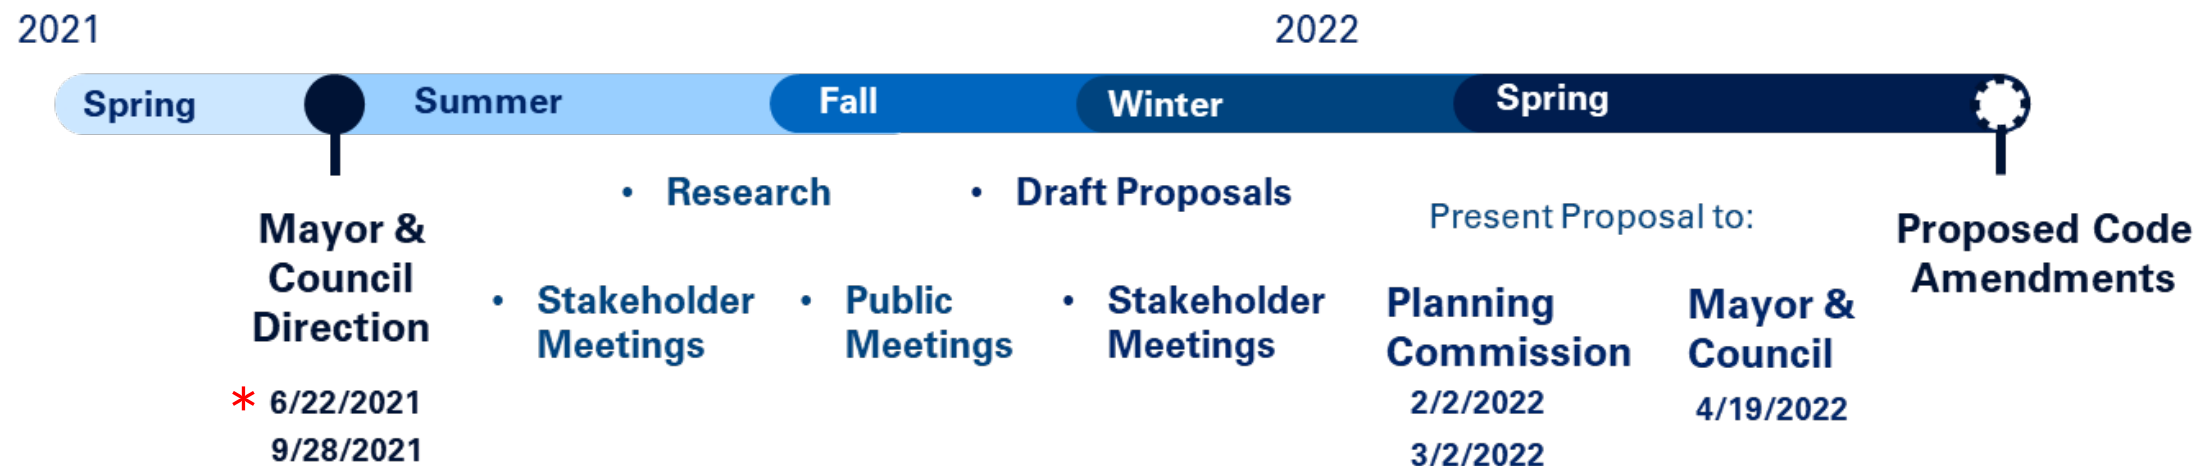 2021
2022
Spring
Summer
Fall
Winter
Spring
• Research
• Draft Proposals
Present Proposal to:
Mayor &
Council
Direction
• Stakeholder
Meetings
• Public
Meetings
• Stakeholder
Meetings
Planning
Commission
Mayor &
Council
Proposed Code
Amendments
* 6/22/2021
9/28/2021
2/2/2022
3/2/2022
4/19/2022